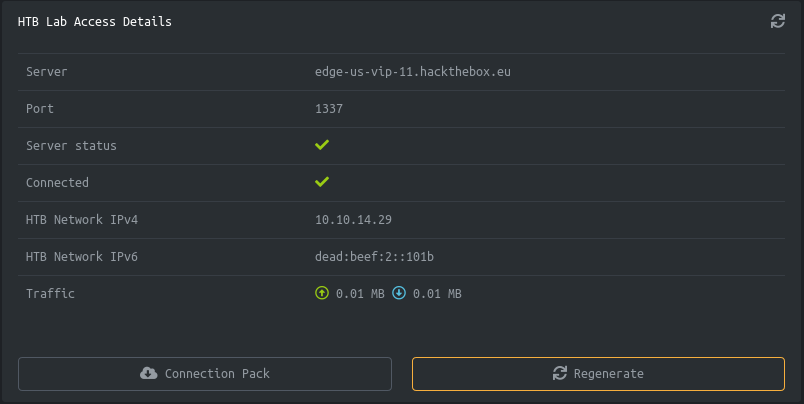 HTB Lab Access Details
Server edge-us-vip-11.hackthebox.eu
Port 1337
Server status
Connected
HTB Network IPv4 10.10.14.29
HTB Network IPv6 dead:beef:2::101b
Traffic 0.01 MB 0.01 MB
Connection Pack Regenerate